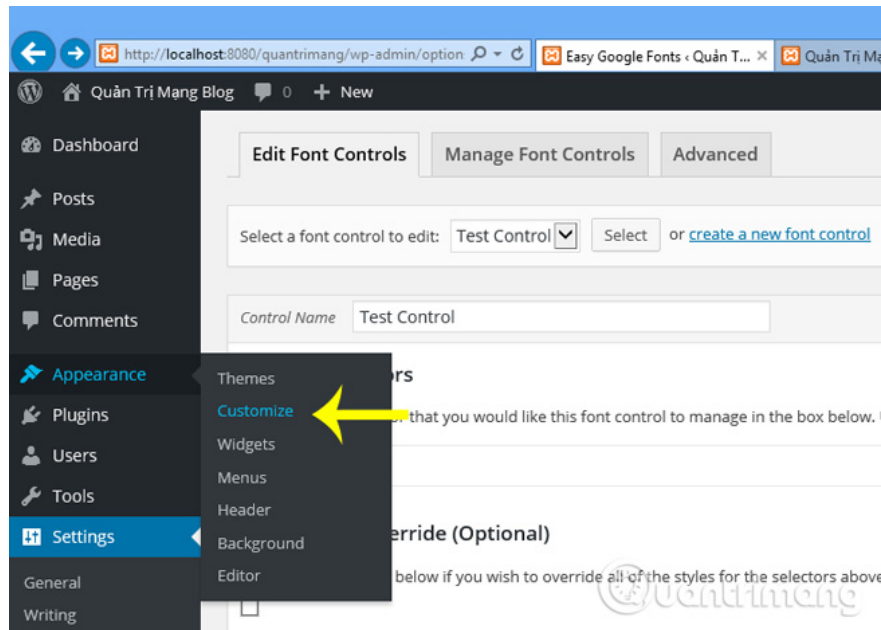 http://localhost:8080/quantrimang/wp-admin/option
Easy Google Fonts ‹ Quản T...
Quản Trị Mạ
Quản Trị Mạng Blog 0 + New
Dashboard
Posts
Media
Pages
Comments
Appearance
Plugins
Users
Tools
Settings
General
Writing
Themes
Customize
Widgets
Menus
Header
Background
Editor
Edit Font Controls Manage Font Controls Advanced
Select a font control to edit: Test Control Select or create a new font control
Control Name Test Control
ors
or that you would like this font control to manage in the box below.
erride (Optional)
below if you wish to override all of the styles for the selectors above
Quantrimang